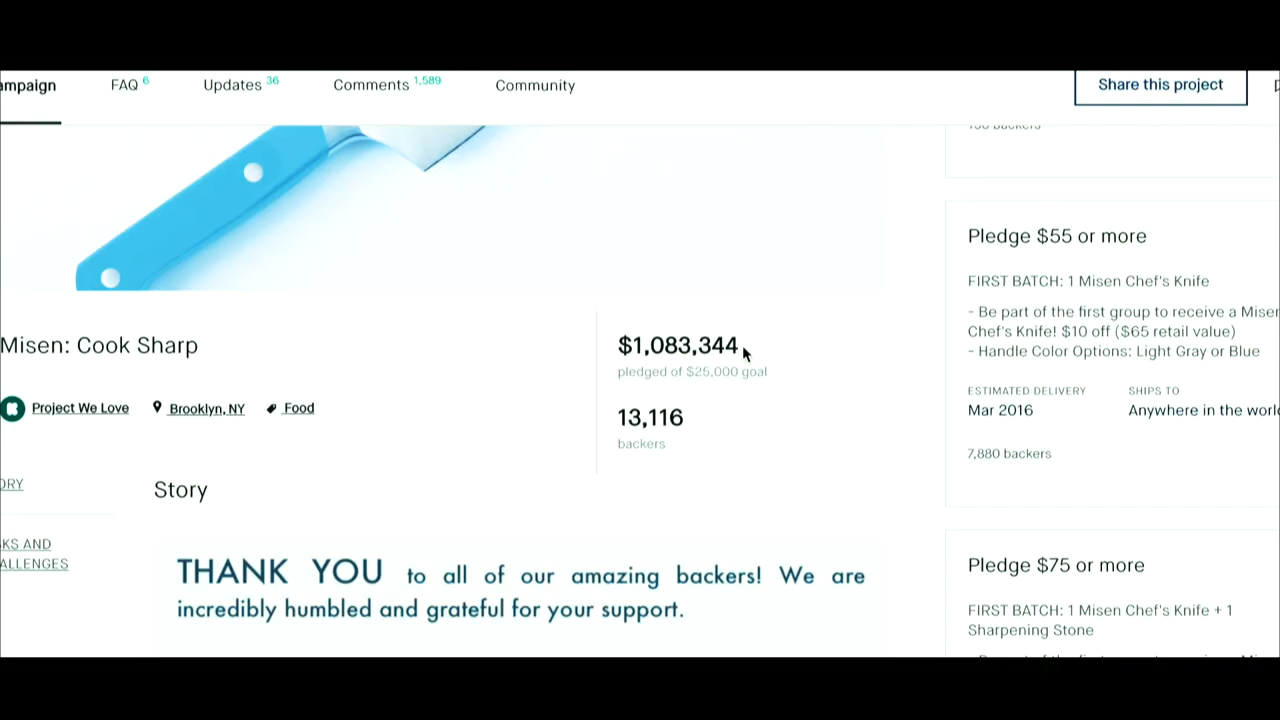 ampaign FAQ 6 Updates 36 Comments 1,589 Community Share this project
backers
Pledge $55 or more
FIRST BATCH: 1 Misen Chef's Knife
- Be part of the first group to receive a Misen
Chef's Knife! $10 off ($65 retail value)
- Handle Color Options: Light Gray or Blue
ESTIMATED DELIVERY SHIPS TO
Mar 2016 Anywhere in the world
7,880 backers
Misen: Cook Sharp
$1,083,344
pledged of $25,000 goal
Project We Love Brooklyn, NY Food
13,116
backers
ORY
Story
KS AND
ALLENGES
THANK YOU to all of our amazing backers! We are
incredibly humbled and grateful for your support.
Pledge $75 or more
FIRST BATCH: 1 Misen Chef's Knife + 1
Sharpening Stone